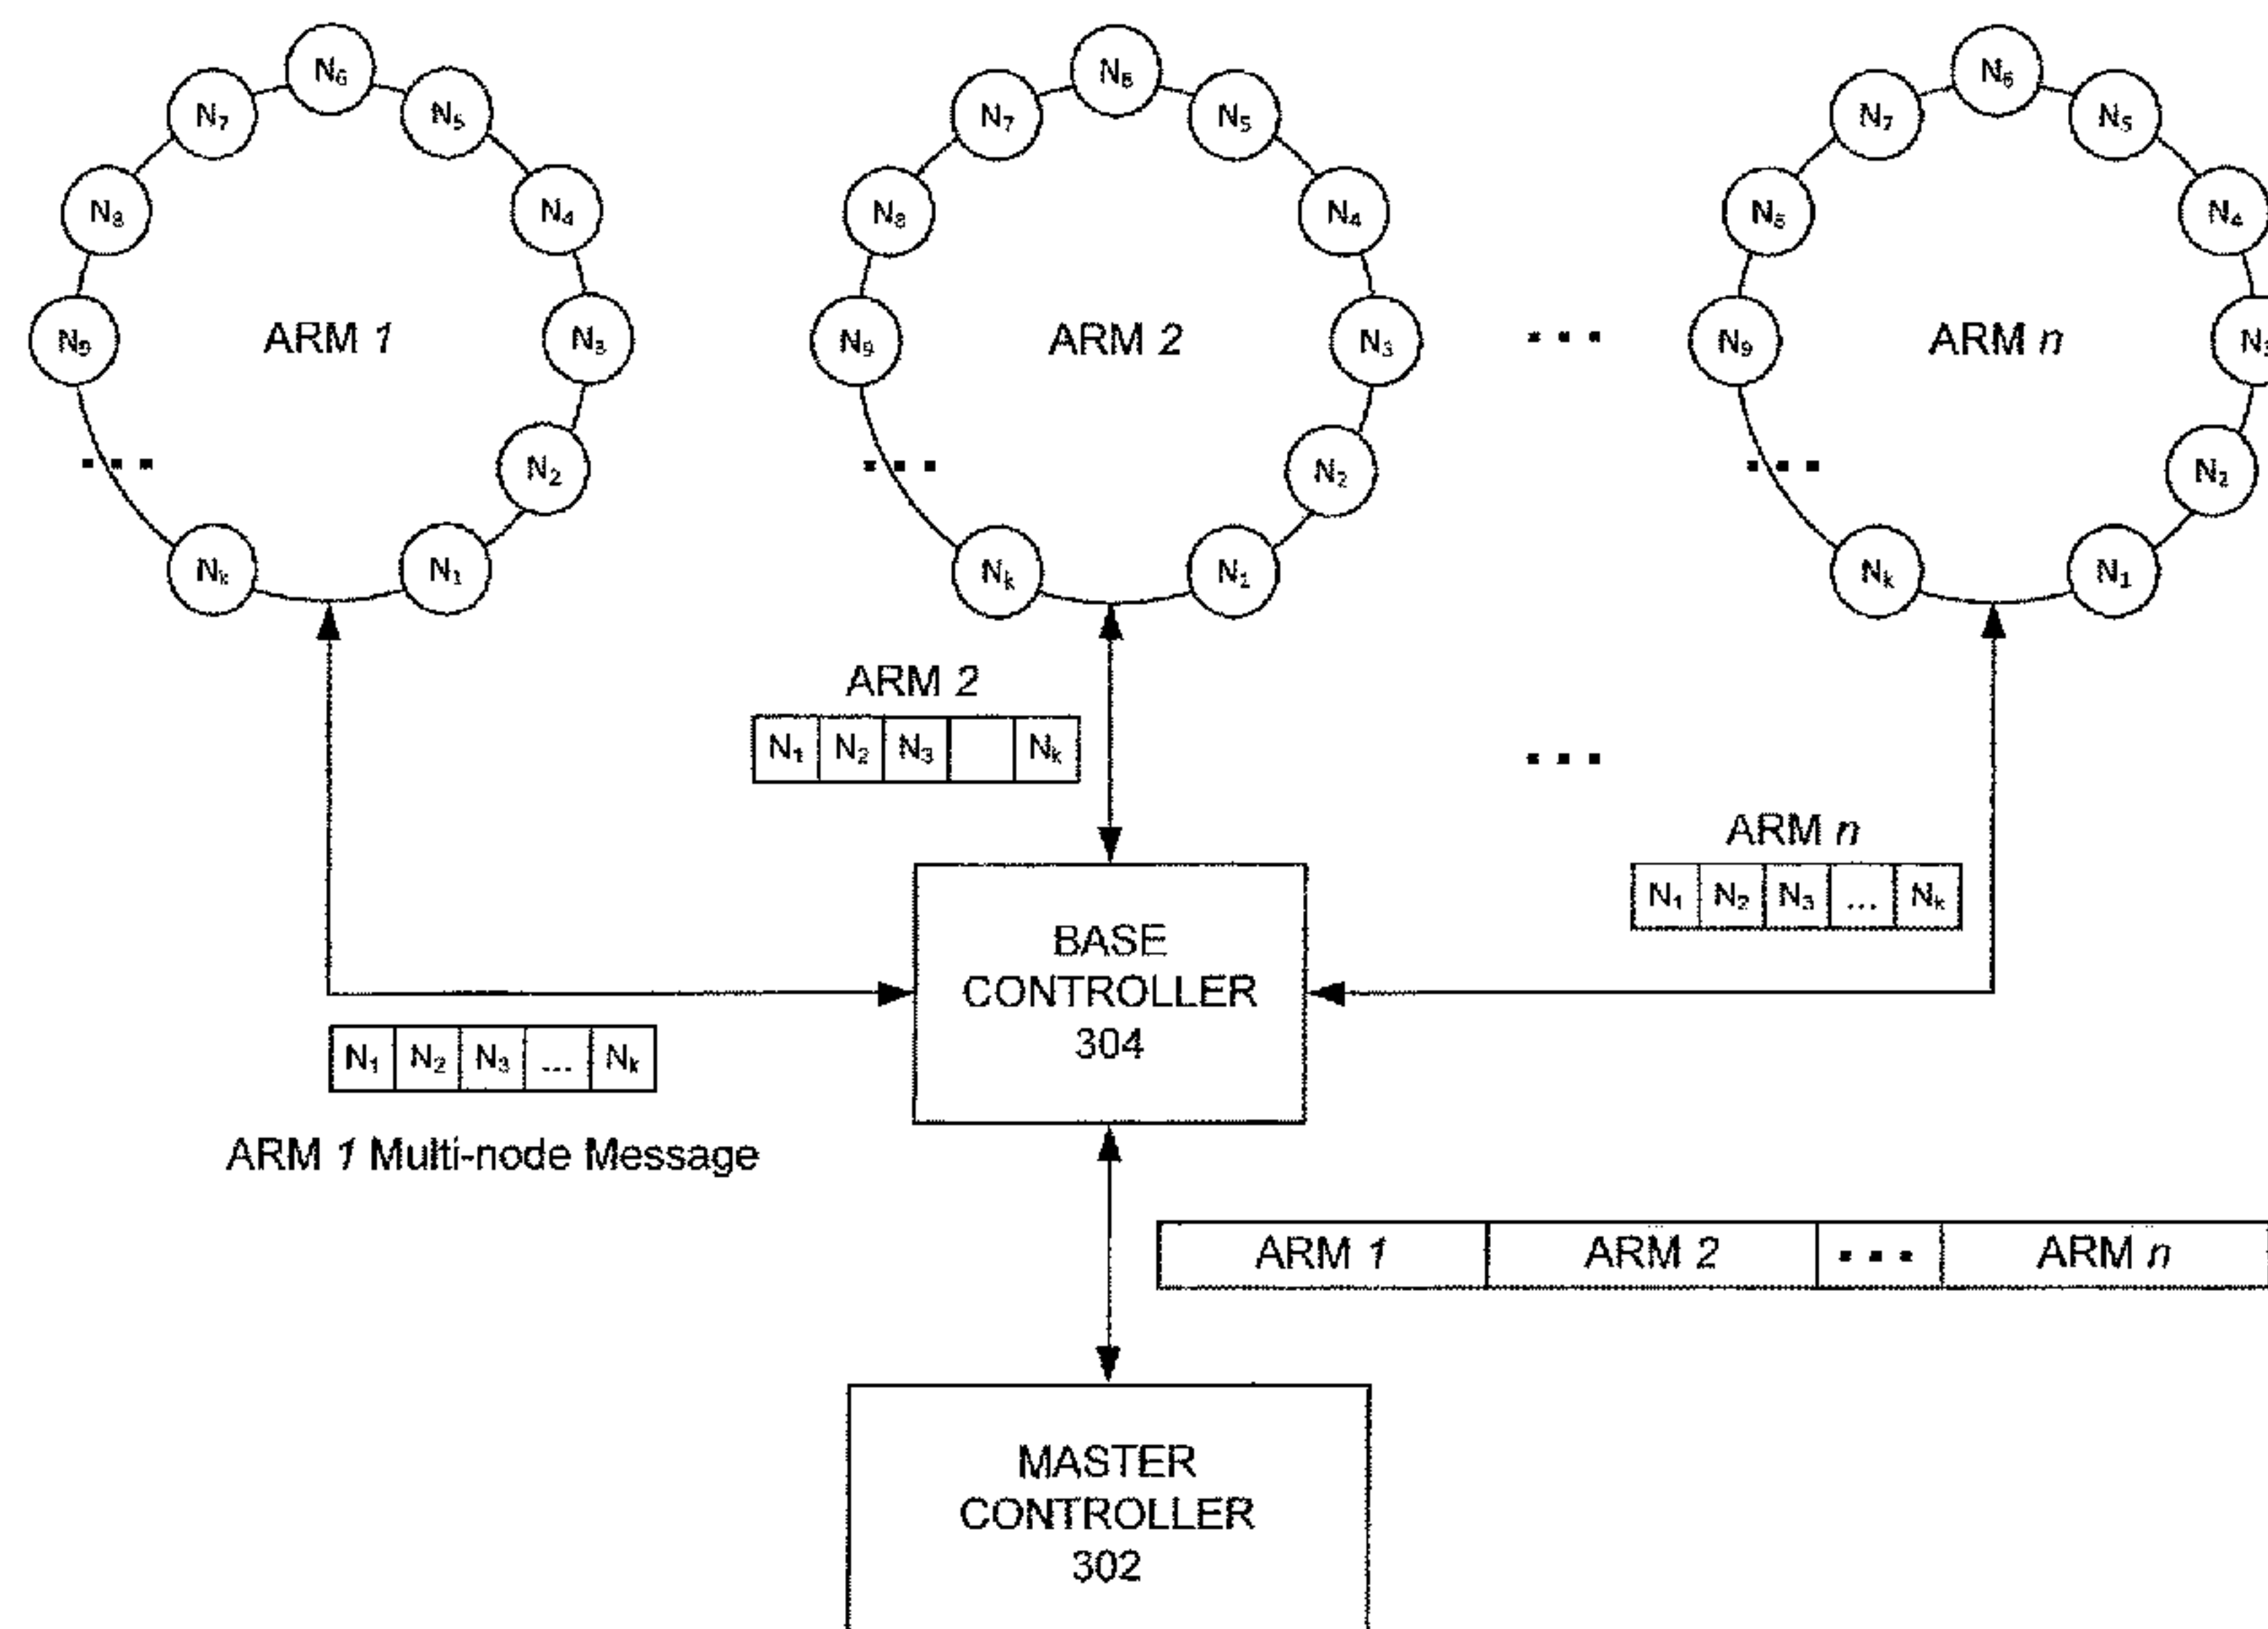 N₆ N₆ N₆
N₇ N₅ N₇ N₅ N₇ N₅
N₈ N₄ N₈ N₄ N₈ N₄
N₉ ARM 1 N₃ N₉ ARM 2 N₃ ... N₉ ARM n
... N₂ ... N₂ ... N₂
Nₖ N₁ Nₖ N₁ Nₖ N₁
ARM 2
N₁ N₂ N₃ Nₖ
...
ARM n
N₁ N₂ N₃ ... Nₖ
BASE
CONTROLLER
304
N₁ N₂ N₃ ... Nₖ
ARM 1 Multi-node Message
ARM 1 ARM 2 ... ARM n
MASTER
CONTROLLER
302